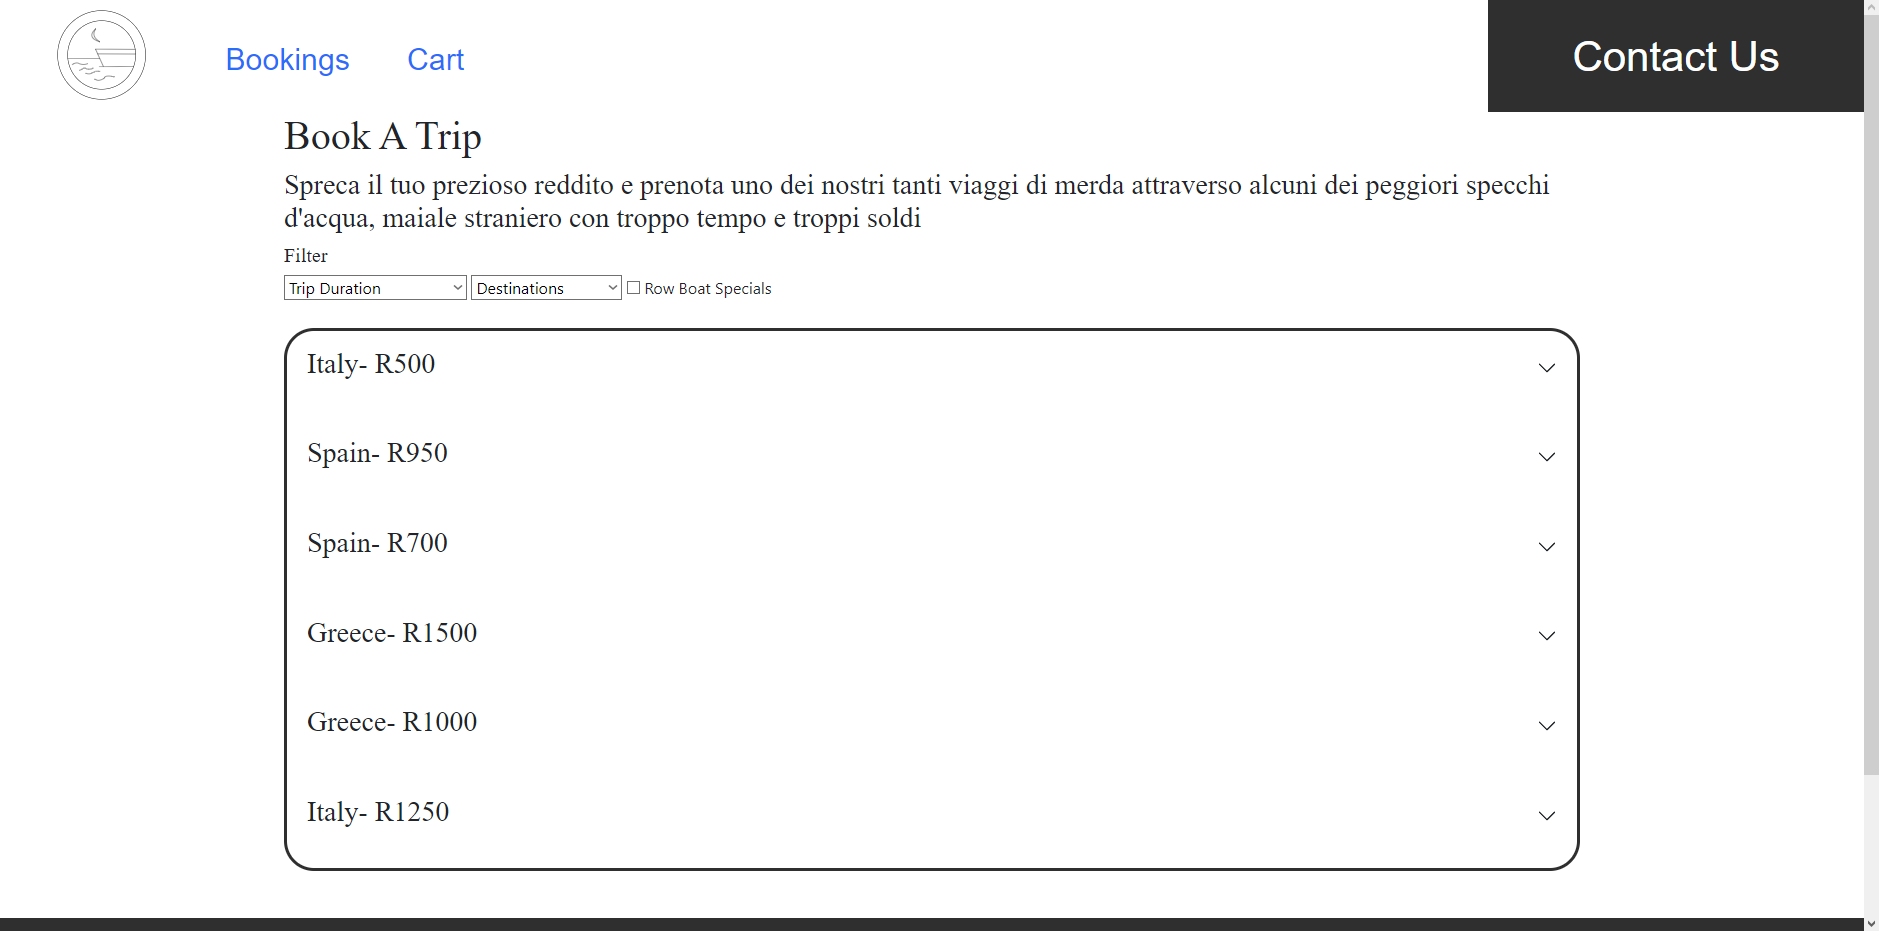 Bookings
Cart
Contact Us
Book A Trip
Spreca il tuo prezioso reddito e prenota uno dei nostri tanti viaggi di merda attraverso alcuni dei peggiori specchi
d'acqua, maiale straniero con troppo tempo e troppi soldi
Filter
Trip Duration
Destinations
Row Boat Specials
Italy- R500
Spain- R950
Spain- R700
Greece- R1500
Greece- R1000
Italy- R1250